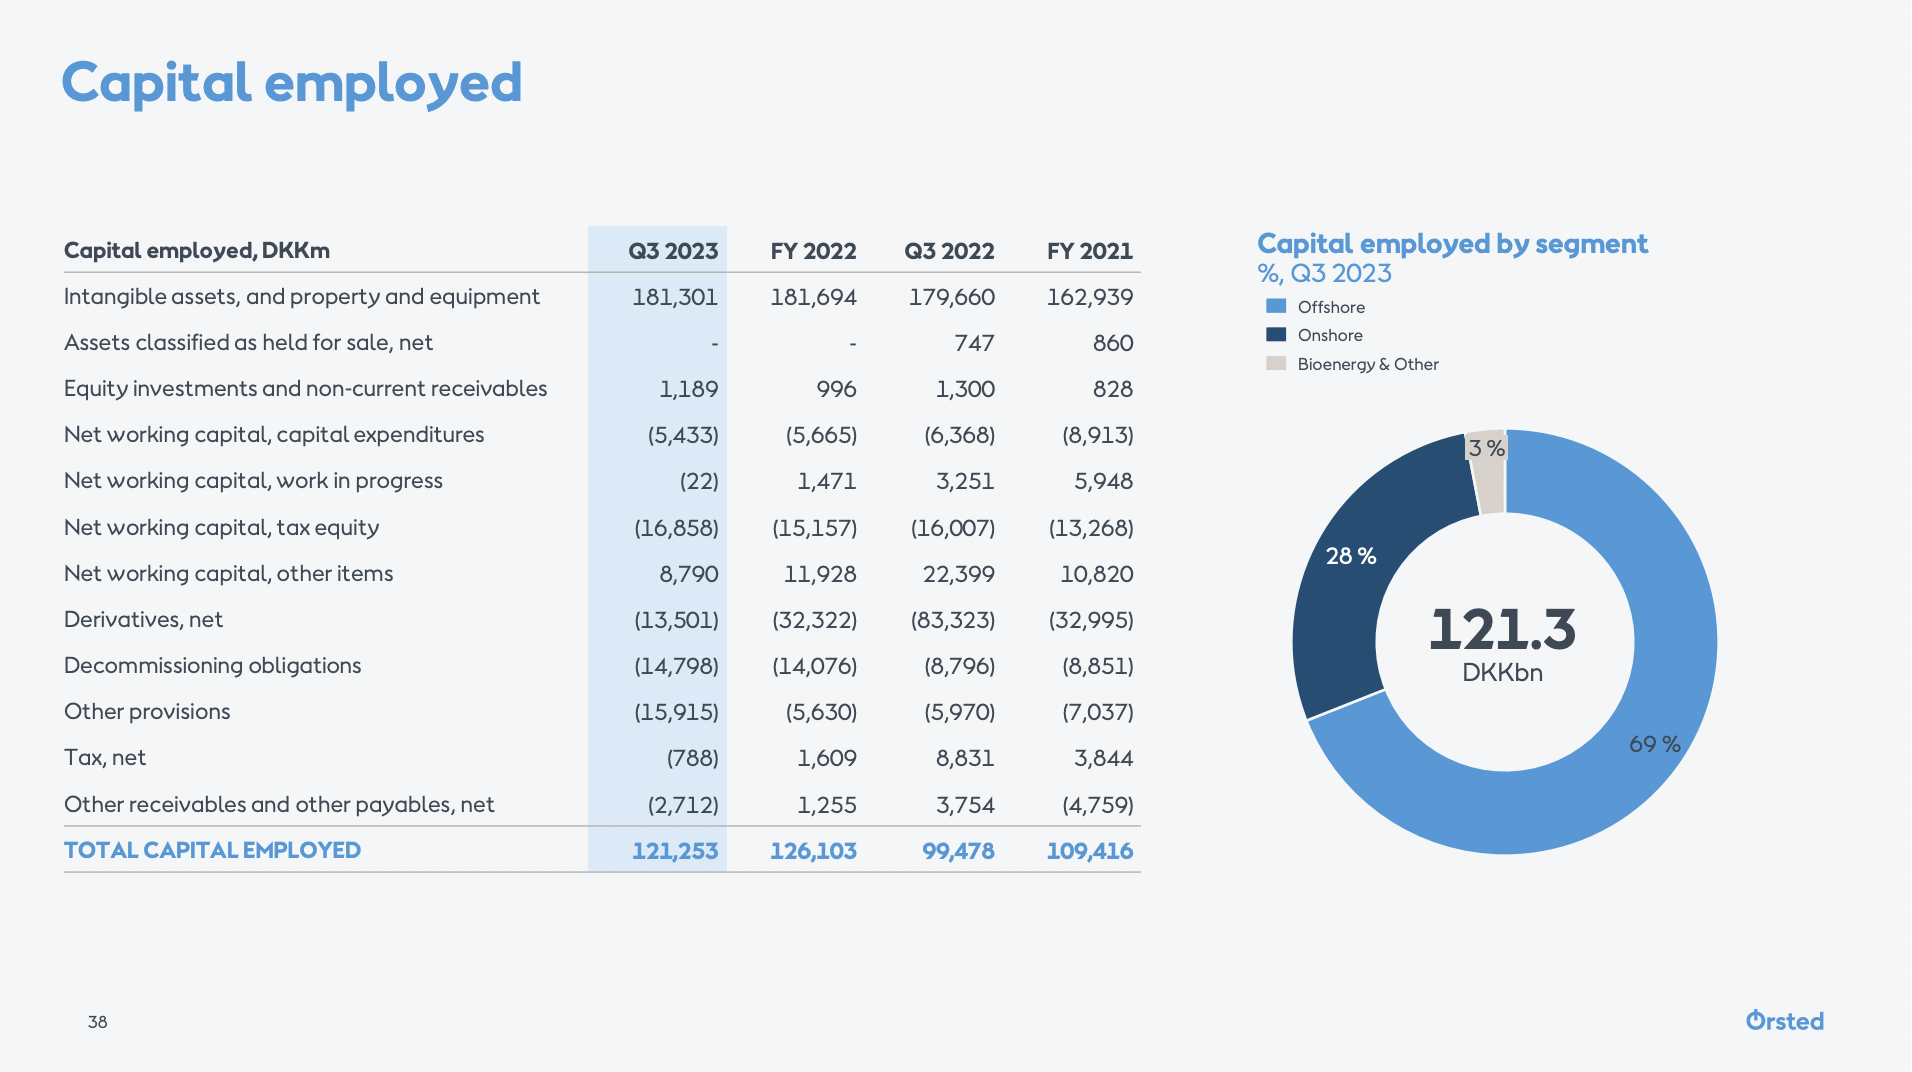 Capital employed
Capital employed, DKKm Q3 2023 FY 2022 Q3 2022 FY 2021
Intangible assets, and property and equipment 181,301 181,694 179,660 162,939
Assets classified as held for sale, net - - 747 860
Equity investments and non-current receivables 1,189 996 1,300 828
Net working capital, capital expenditures (5,433) (5,665) (6,368) (8,913)
Net working capital, work in progress (22) 1,471 3,251 5,948
Net working capital, tax equity (16,858) (15,157) (16,007) (13,268)
Net working capital, other items 8,790 11,928 22,399 10,820
Derivatives, net (13,501) (32,322) (83,323) (32,995)
Decommissioning obligations (14,798) (14,076) (8,796) (8,851)
Other provisions (15,915) (5,630) (5,970) (7,037)
Tax, net (788) 1,609 8,831 3,844
Other receivables and other payables, net (2,712) 1,255 3,754 (4,759)
TOTAL CAPITAL EMPLOYED 121,253 126,103 99,478 109,416
Capital employed by segment
%, Q3 2023
Offshore
Onshore
Bioenergy & Other
3 %
28 %
121.3
DKKbn
69 %
38
Ørsted